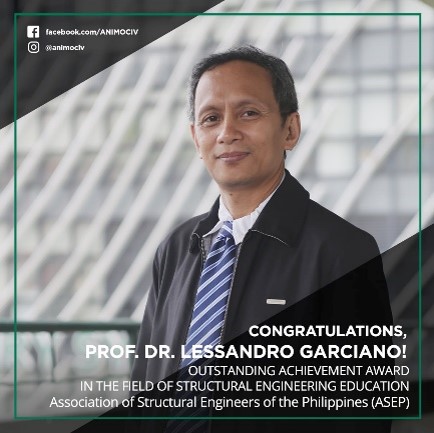 facebook.com/ANIMOCIV
@animociv
CONGRATULATIONS,
PROF. DR. LESSANDRO GARCIANO!
OUTSTANDING ACHIEVEMENT AWARD
IN THE FIELD OF STRUCTURAL ENGINEERING EDUCATION
Association of Structural Engineers of the Philippines (ASEP)